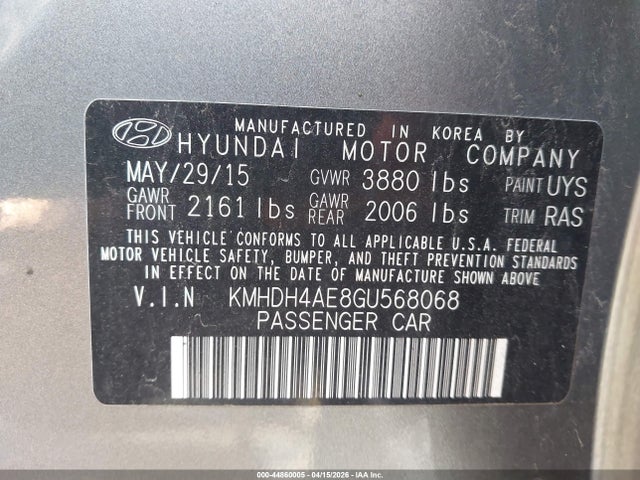 MANUFACTURED IN KOREA BY
HYUNDAI MOTOR COMPANY
MAY/29/15 GVWR 3880 lbs PAINT UYS
GAWR FRONT 2161 lbs GAWR REAR 2006 lbs TRIM RAS
THIS VEHICLE CONFORMS TO ALL APPLICABLE U.S.A. FEDERAL
MOTOR VEHICLE SAFETY, BUMPER, AND THEFT PREVENTION STANDARDS
IN EFFECT ON THE DATE OF MANUFACTURE SHOWN ABOVE
V.I.N KMHDH4AE8GU568068
PASSENGER CAR
000-44860005 - 04/15/2026 - IAA Inc.